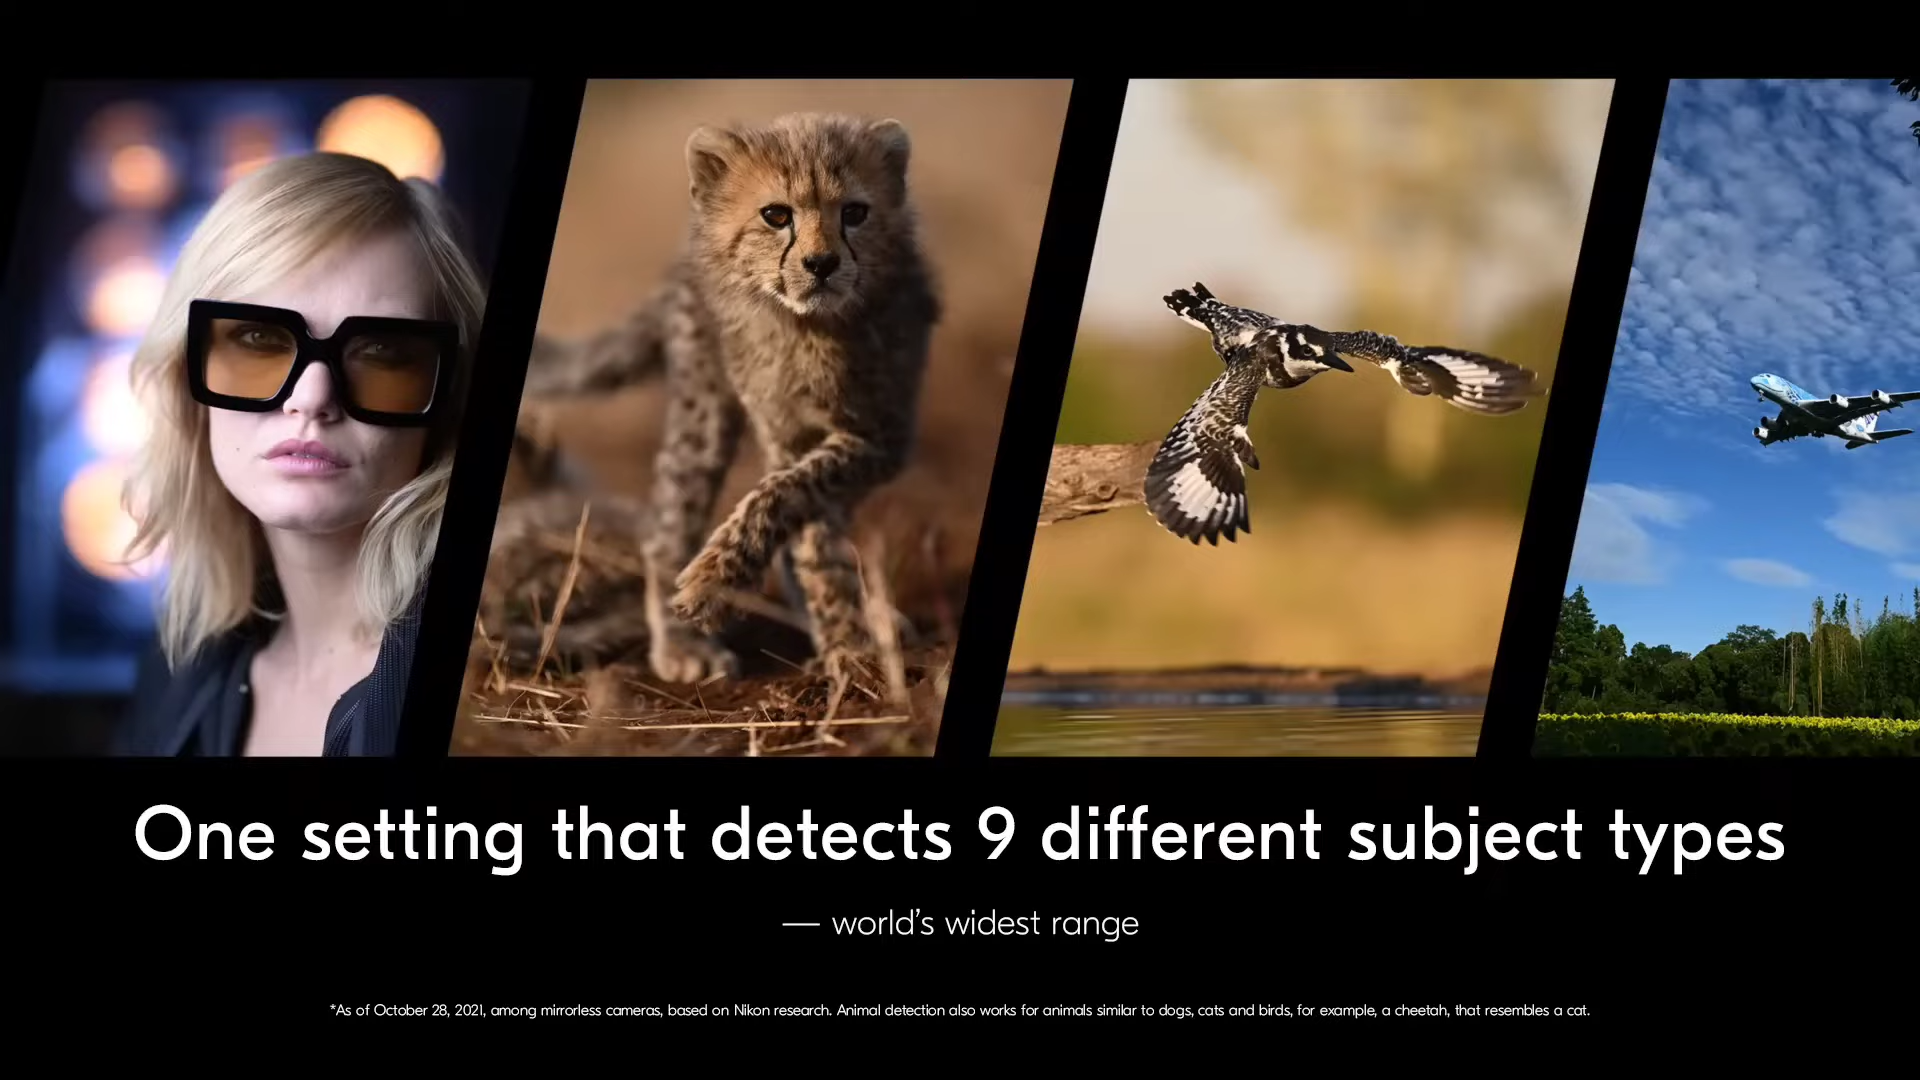 One setting that detects 9 different subject types
— world's widest range
*As of October 28, 2021, among mirrorless cameras, based on Nikon research. Animal detection also works for animals similar to dogs, cats and birds, for example, a cheetah, that resembles a cat.